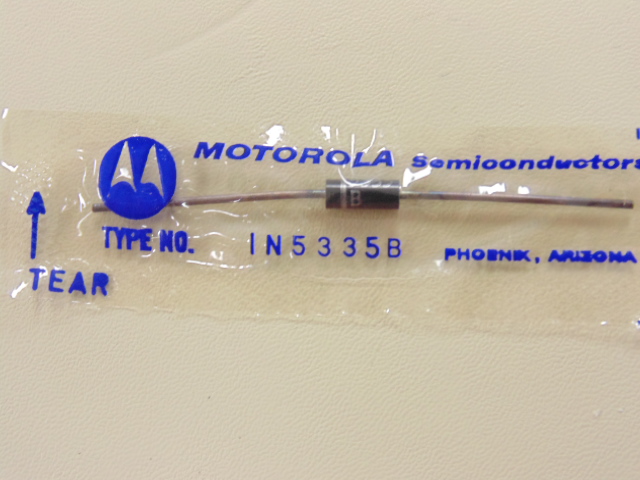 MOTOROLA Semiconductors
TYPE NO. 1N5335B
PHOENIX, ARIZONA
TEAR
B